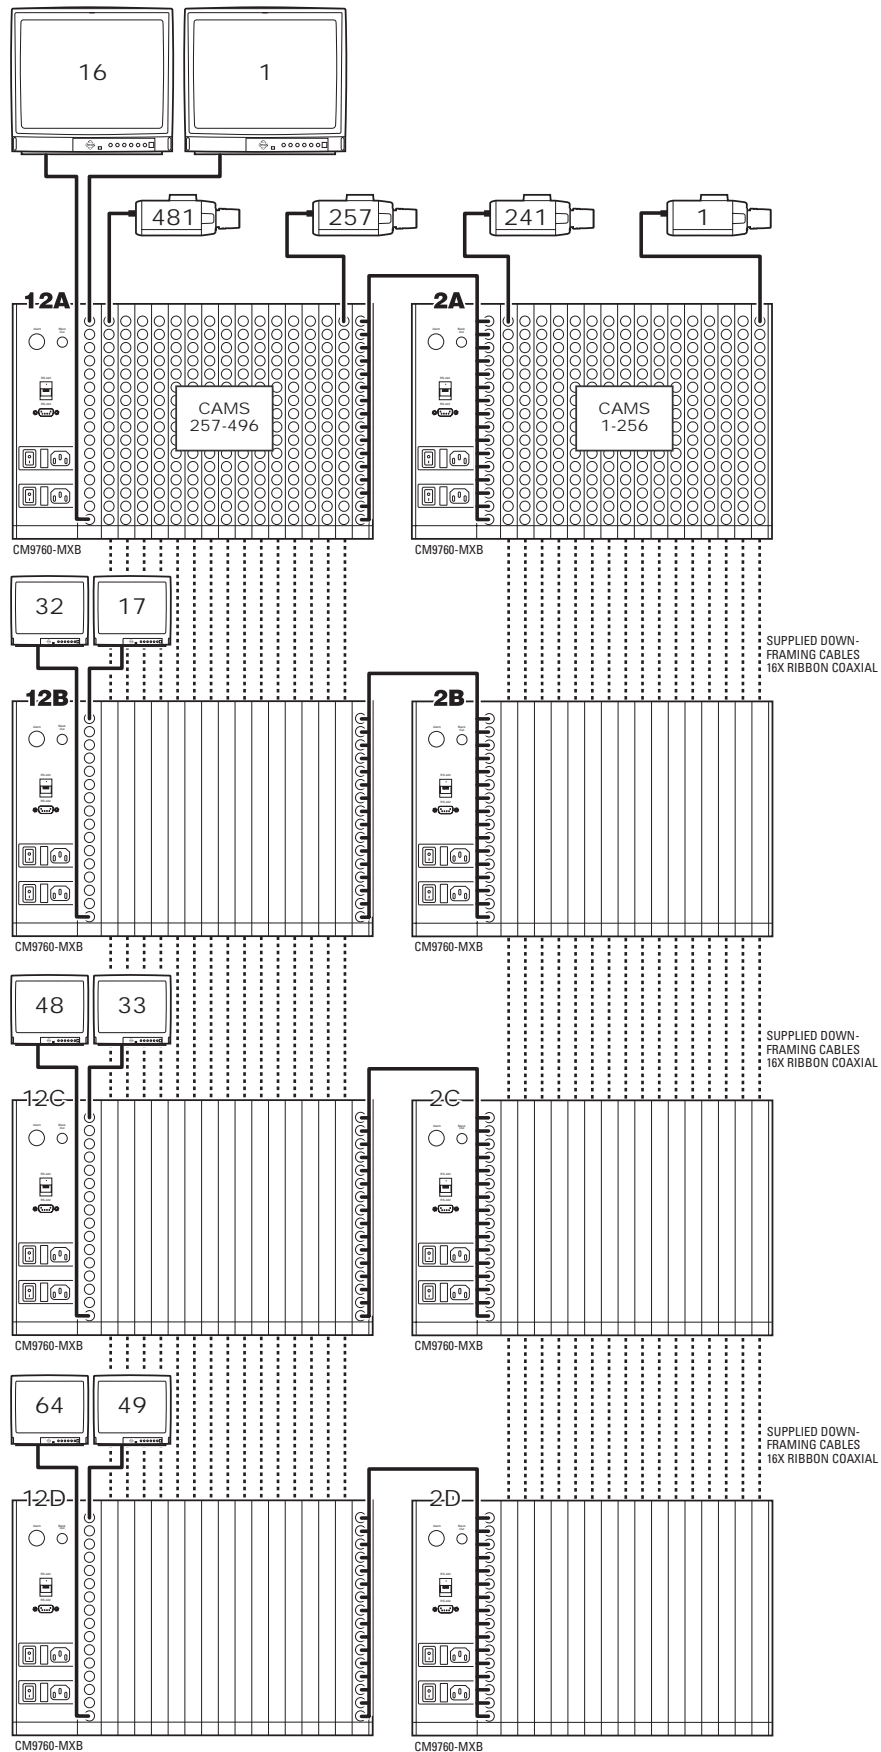 16 1
481 257 241 1
12A 2A
CAMS
257-496
CAMS
1-256
CM9760-MXB CM9760-MXB
32 17
SUPPLIED DOWN-
FRAMING CABLES
16X RIBBON COAXIAL
12B 2B
CM9760-MXB CM9760-MXB
48 33
SUPPLIED DOWN-
FRAMING CABLES
16X RIBBON COAXIAL
12C 2C
CM9760-MXB CM9760-MXB
64 49
SUPPLIED DOWN-
FRAMING CABLES
16X RIBBON COAXIAL
12D 2D
CM9760-MXB CM9760-MXB